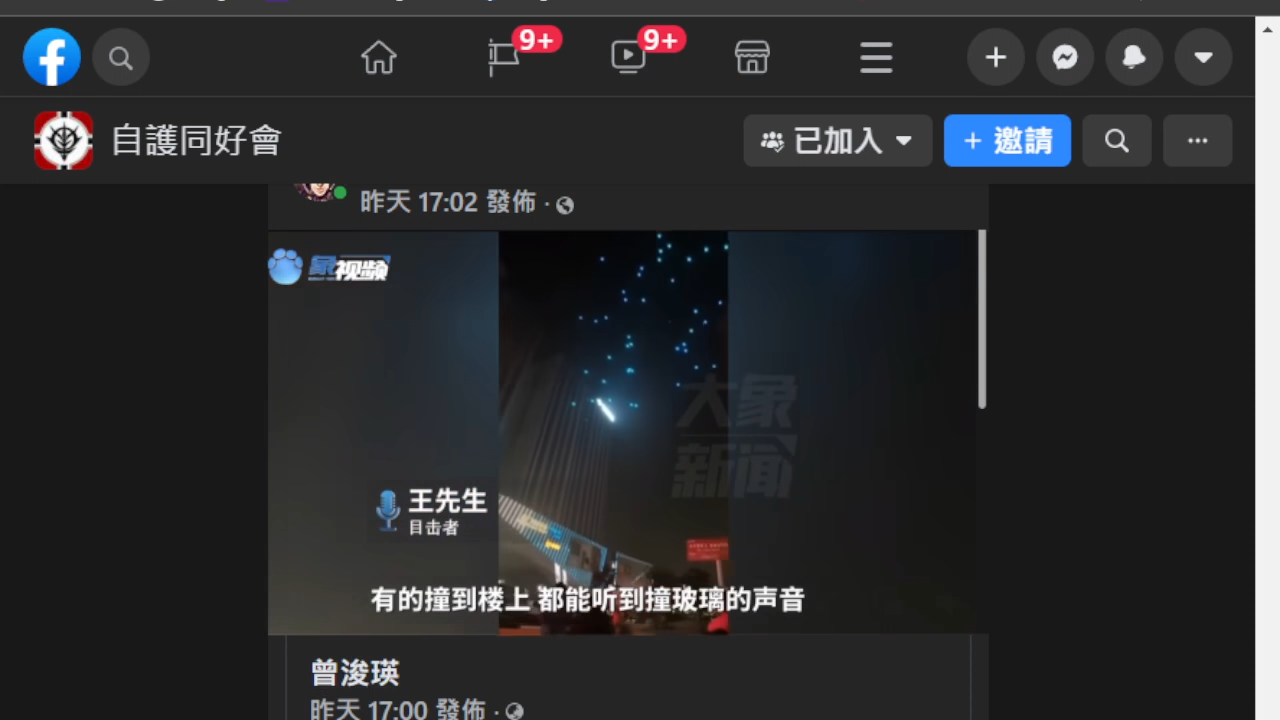 9+
9+
自護同好會
已加入
+ 邀請
昨天 17:02 發佈 ·
象视频
大象
新闻
王先生
目击者
有的撞到楼上 都能听到撞玻璃的声音
曾浚瑛
昨天 17:00 發佈 ·